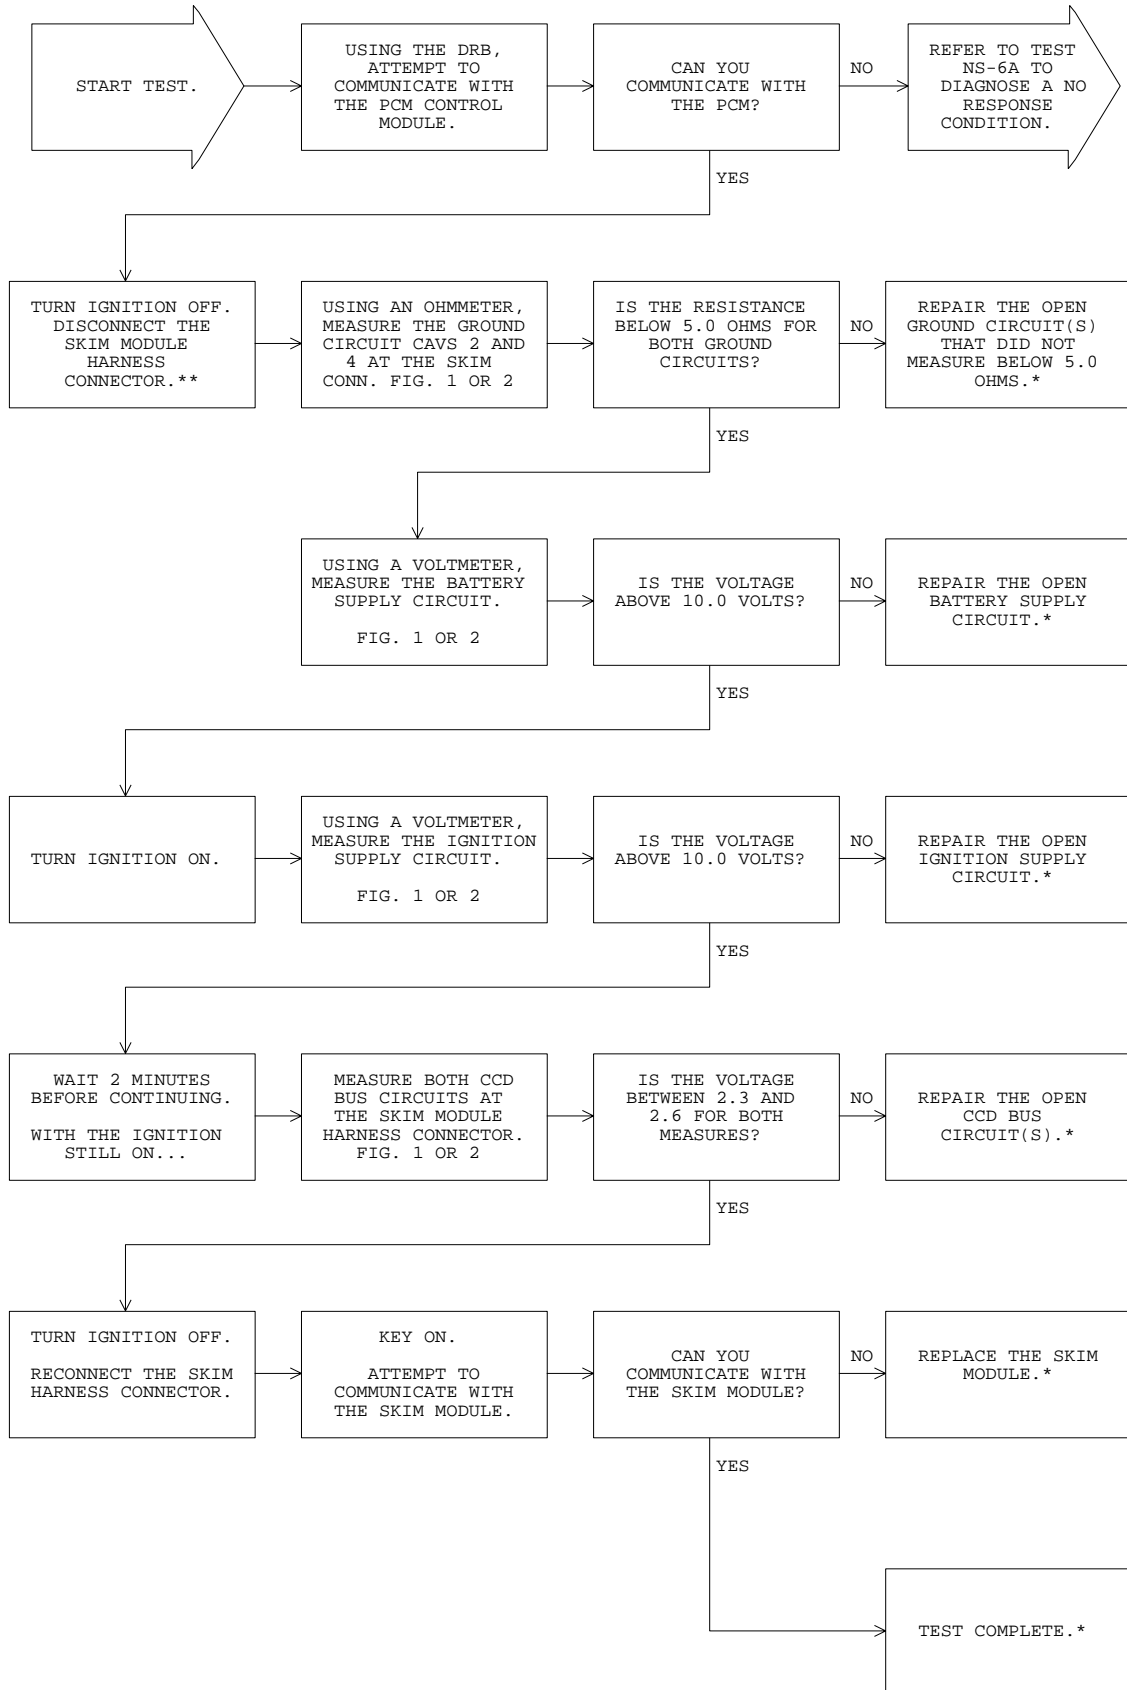 START TEST.
USING THE DRB,
ATTEMPT TO
COMMUNICATE WITH
THE PCM CONTROL
MODULE.
CAN YOU
COMMUNICATE WITH
THE PCM?
NO
REFER TO TEST
NS-6A TO
DIAGNOSE A NO
RESPONSE
CONDITION.
YES
TURN IGNITION OFF.
DISCONNECT THE
SKIM MODULE
HARNESS
CONNECTOR.**
USING AN OHMMETER,
MEASURE THE GROUND
CIRCUIT CAVS 2 AND
4 AT THE SKIM
CONN. FIG. 1 OR 2
IS THE RESISTANCE
BELOW 5.0 OHMS FOR
BOTH GROUND
CIRCUITS?
NO
REPAIR THE OPEN
GROUND CIRCUIT(S)
THAT DID NOT
MEASURE BELOW 5.0
OHMS.*
YES
USING A VOLTMETER,
MEASURE THE BATTERY
SUPPLY CIRCUIT.
FIG. 1 OR 2
IS THE VOLTAGE
ABOVE 10.0 VOLTS?
NO
REPAIR THE OPEN
BATTERY SUPPLY
CIRCUIT.*
YES
TURN IGNITION ON.
USING A VOLTMETER,
MEASURE THE IGNITION
SUPPLY CIRCUIT.
FIG. 1 OR 2
IS THE VOLTAGE
ABOVE 10.0 VOLTS?
NO
REPAIR THE OPEN
IGNITION SUPPLY
CIRCUIT.*
YES
WAIT 2 MINUTES
BEFORE CONTINUING.
WITH THE IGNITION
STILL ON...
MEASURE BOTH CCD
BUS CIRCUITS AT
THE SKIM MODULE
HARNESS CONNECTOR.
FIG. 1 OR 2
IS THE VOLTAGE
BETWEEN 2.3 AND
2.6 FOR BOTH
MEASURES?
NO
REPAIR THE OPEN
CCD BUS
CIRCUIT(S).*
YES
TURN IGNITION OFF.
RECONNECT THE SKIM
HARNESS CONNECTOR.
KEY ON.
ATTEMPT TO
COMMUNICATE WITH
THE SKIM MODULE.
CAN YOU
COMMUNICATE WITH
THE SKIM MODULE?
NO
REPLACE THE SKIM
MODULE.*
YES
TEST COMPLETE.*